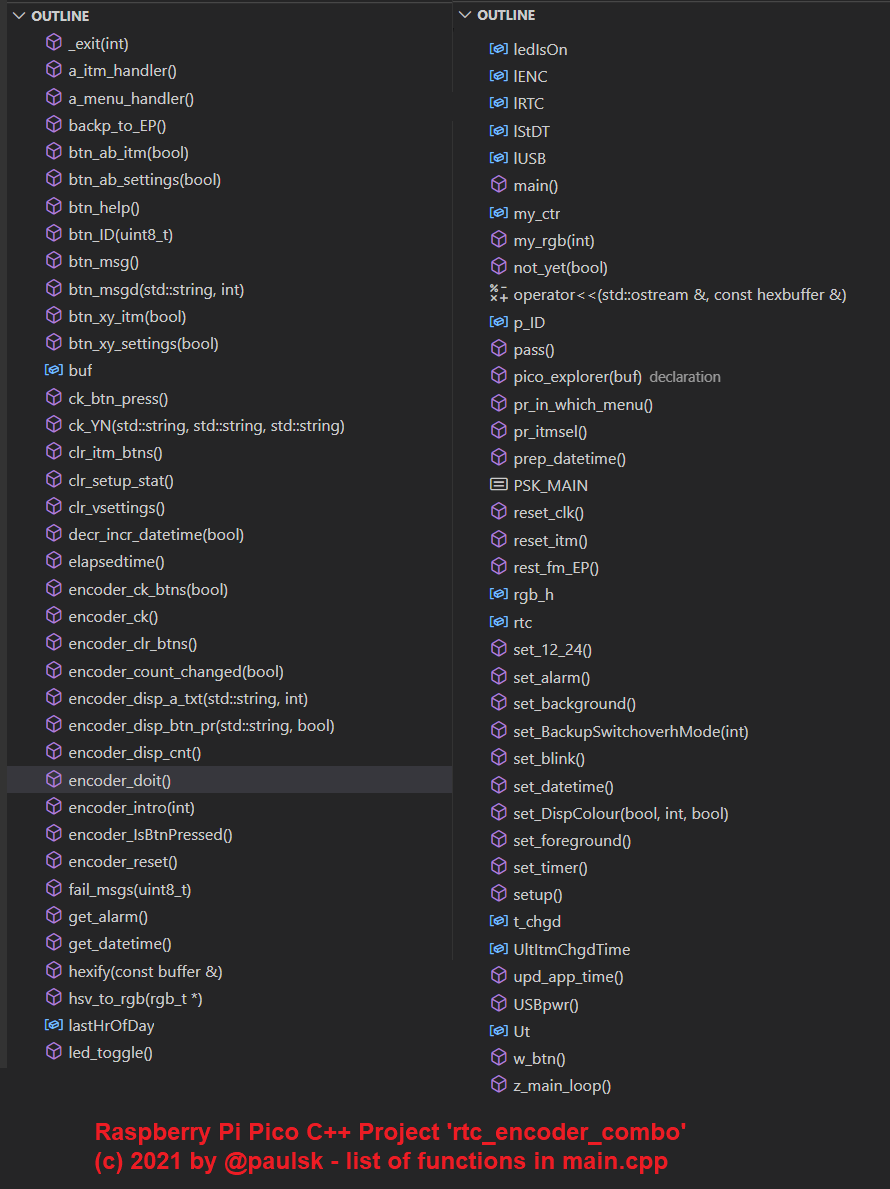 OUTLINE
_exit(int)
a_itm_handler()
a_menu_handler()
backp_to_EP()
btn_ab_itm(bool)
btn_ab_settings(bool)
btn_help()
btn_ID(uint8_t)
btn_msg()
btn_msgd(std::string, int)
btn_xy_itm(bool)
btn_xy_settings(bool)
buf
ck_btn_press()
ck_YN(std::string, std::string, std::string)
clr_itm_btns()
clr_setup_stat()
clr_vsettings()
decr_incr_datetime(bool)
elapsedtime()
encoder_ck_btns(bool)
encoder_ck()
encoder_clr_btns()
encoder_count_changed(bool)
encoder_disp_a_txt(std::string, int)
encoder_disp_btn_pr(std::string, bool)
encoder_disp_cnt()
encoder_doit()
encoder_intro(int)
encoder_IsBtnPressed()
encoder_reset()
fail_msgs(uint8_t)
get_alarm()
get_datetime()
hexify(const buffer &)
hsv_to_rgb(rgb_t *)
lastHrOfDay
led_toggle()
OUTLINE
ledIsOn
lENC
lRTC
lStDT
lUSB
main()
my_ctr
my_rgb(int)
not_yet(bool)
operator<<(std::ostream &, const hexbuffer &)
p_ID
pass()
pico_explorer(buf) declaration
pr_in_which_menu()
pr_itmsel()
prep_datetime()
PSK_MAIN
reset_clk()
reset_itm()
rest_fm_EP()
rgb_h
rtc
set_12_24()
set_alarm()
set_background()
set_BackupSwitchoverhMode(int)
set_blink()
set_datetime()
set_DispColour(bool, int, bool)
set_foreground()
set_timer()
setup()
t_chgd
UltItmChgdTime
upd_app_time()
USBpwr()
Ut
w_btn()
z_main_loop()
Raspberry Pi Pico C++ Project 'rtc_encoder_combo'
(c) 2021 by @paulsk - list of functions in main.cpp